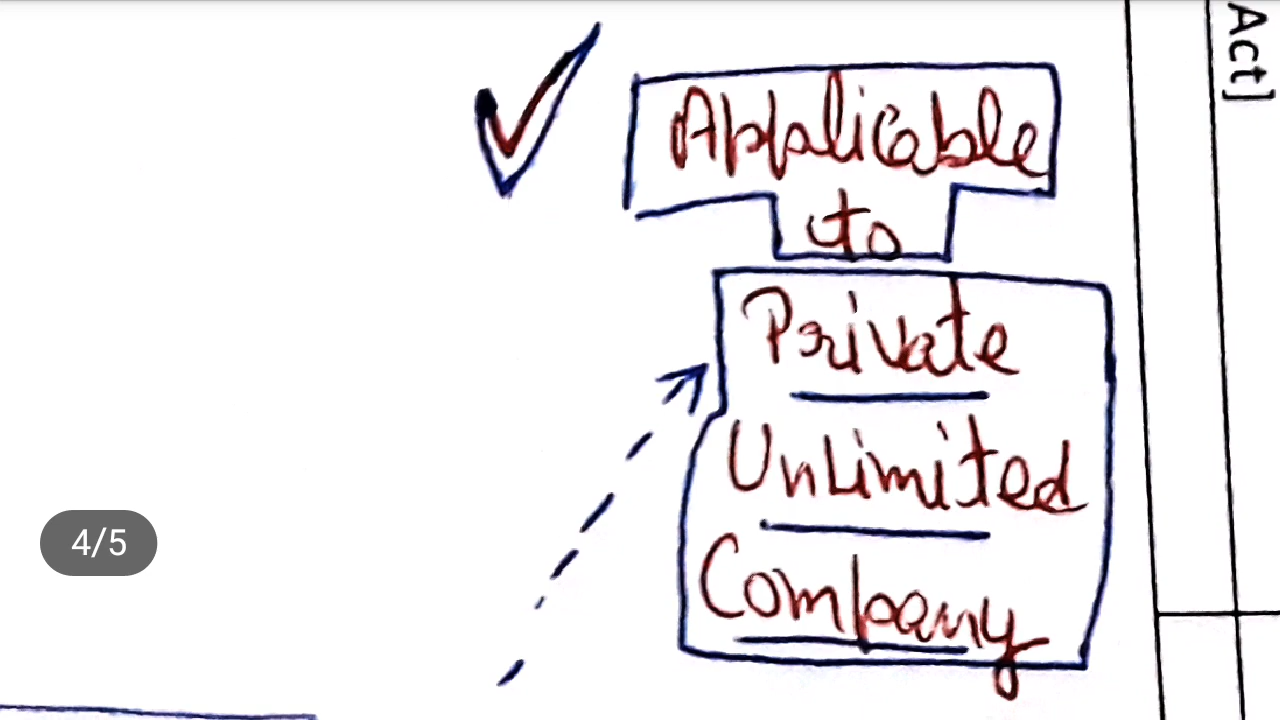 Act]
Applicable
to
Private
Unlimited
Company
4/5